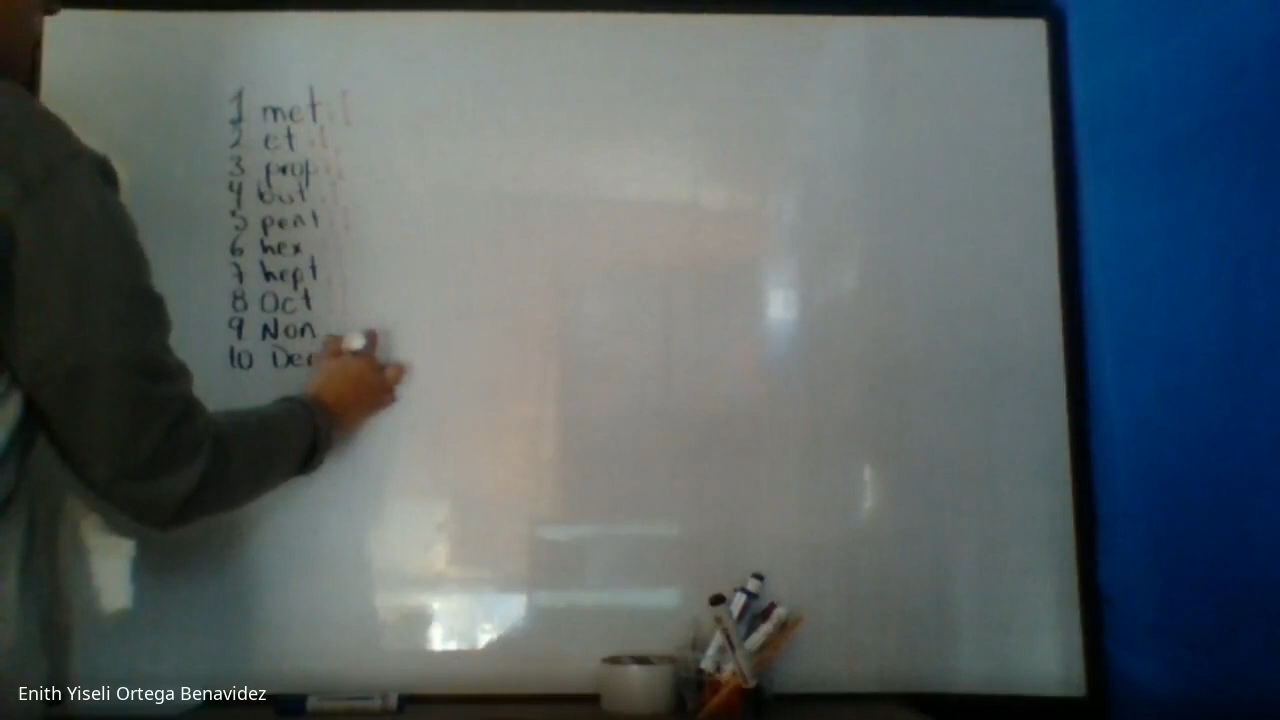 1 met
2 et
3 prop
4 but
5 pent
6 hex
7 hept
8 Oct
9 Non
10 Dec
Enith Yiseli Ortega Benavidez